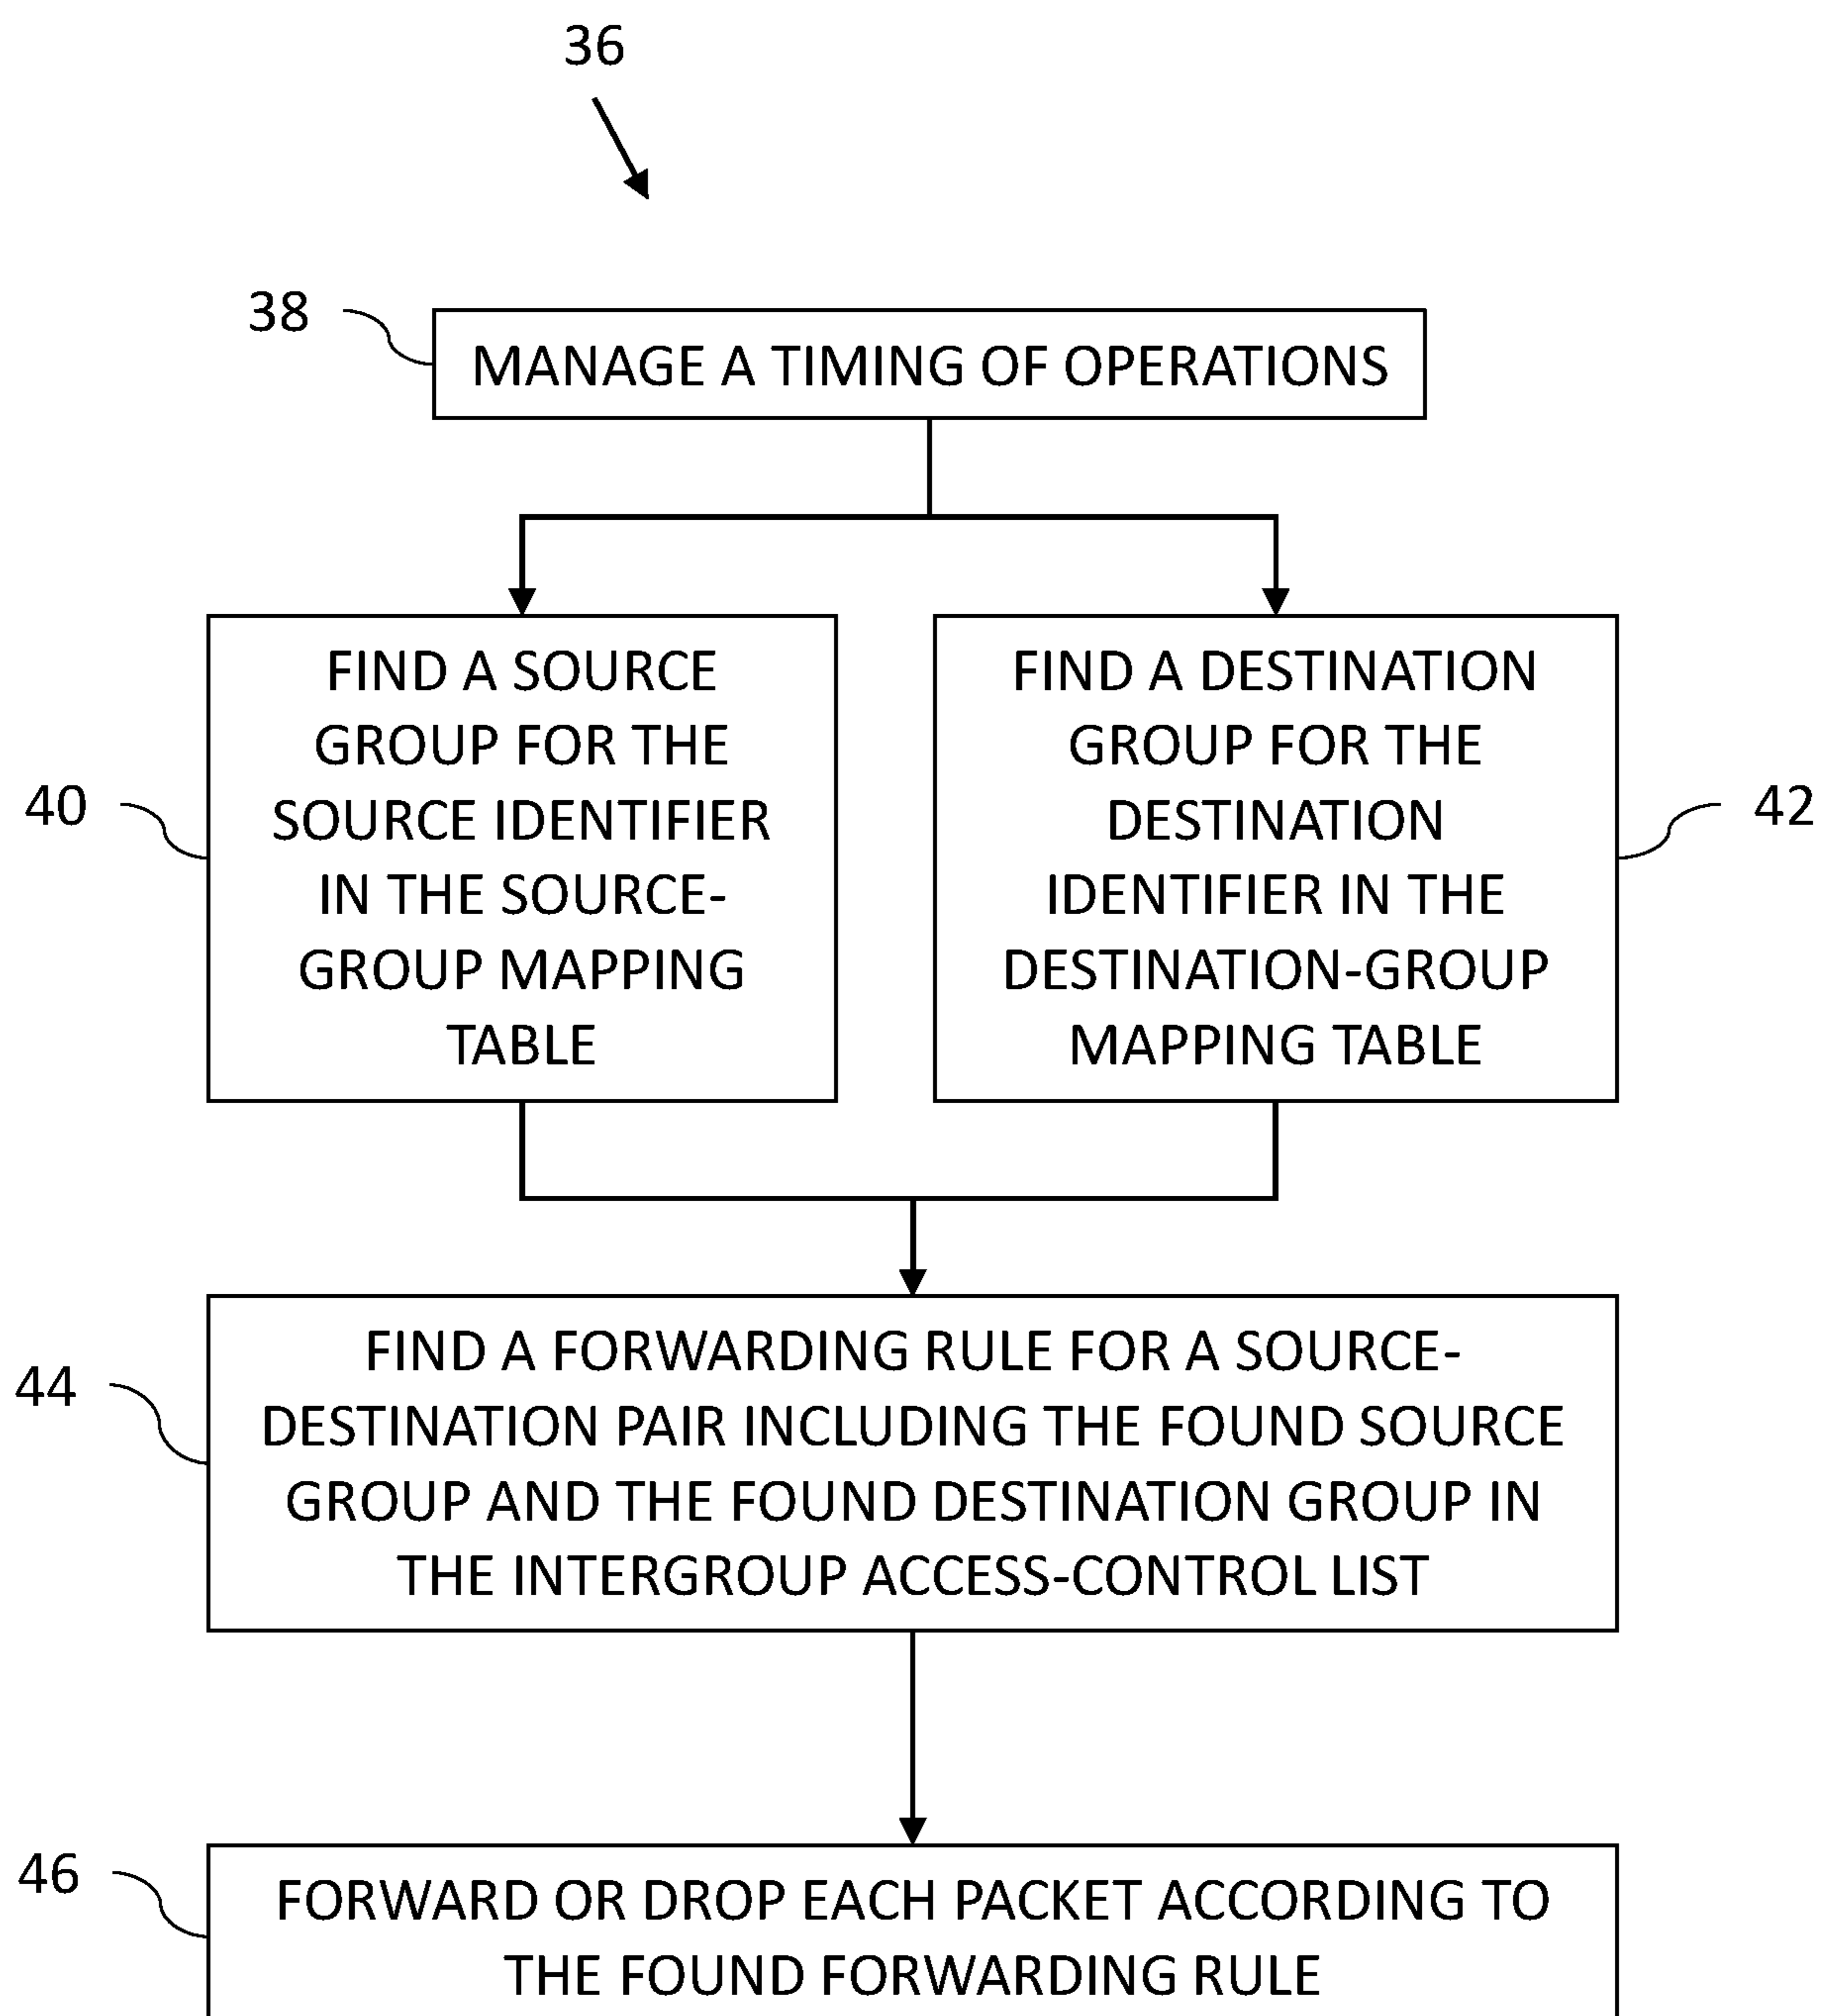 36
38
MANAGE A TIMING OF OPERATIONS
40
FIND A SOURCE
GROUP FOR THE
SOURCE IDENTIFIER
IN THE SOURCE-
GROUP MAPPING
TABLE
FIND A DESTINATION
GROUP FOR THE
DESTINATION
IDENTIFIER IN THE
DESTINATION-GROUP
MAPPING TABLE
42
44
FIND A FORWARDING RULE FOR A SOURCE-
DESTINATION PAIR INCLUDING THE FOUND SOURCE
GROUP AND THE FOUND DESTINATION GROUP IN
THE INTERGROUP ACCESS-CONTROL LIST
46
FORWARD OR DROP EACH PACKET ACCORDING TO
THE FOUND FORWARDING RULE